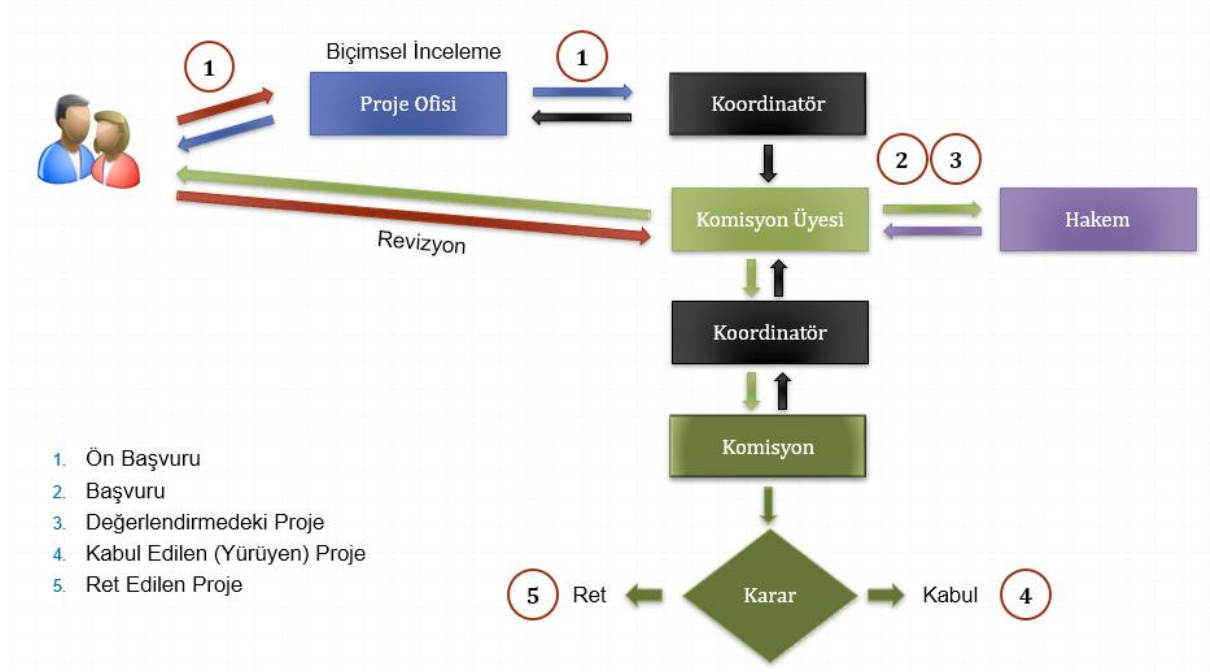 Biçimsel İnceleme
1
1
Proje Ofisi
Koordinatör
2
3
Komisyon Üyesi
Hakem
Revizyon
Koordinatör
Komisyon
1. Ön Başvuru
2. Başvuru
3. Değerlendirmedeki Proje
4. Kabul Edilen (Yürüyen) Proje
5. Ret Edilen Proje
5
Ret
Karar
Kabul
4